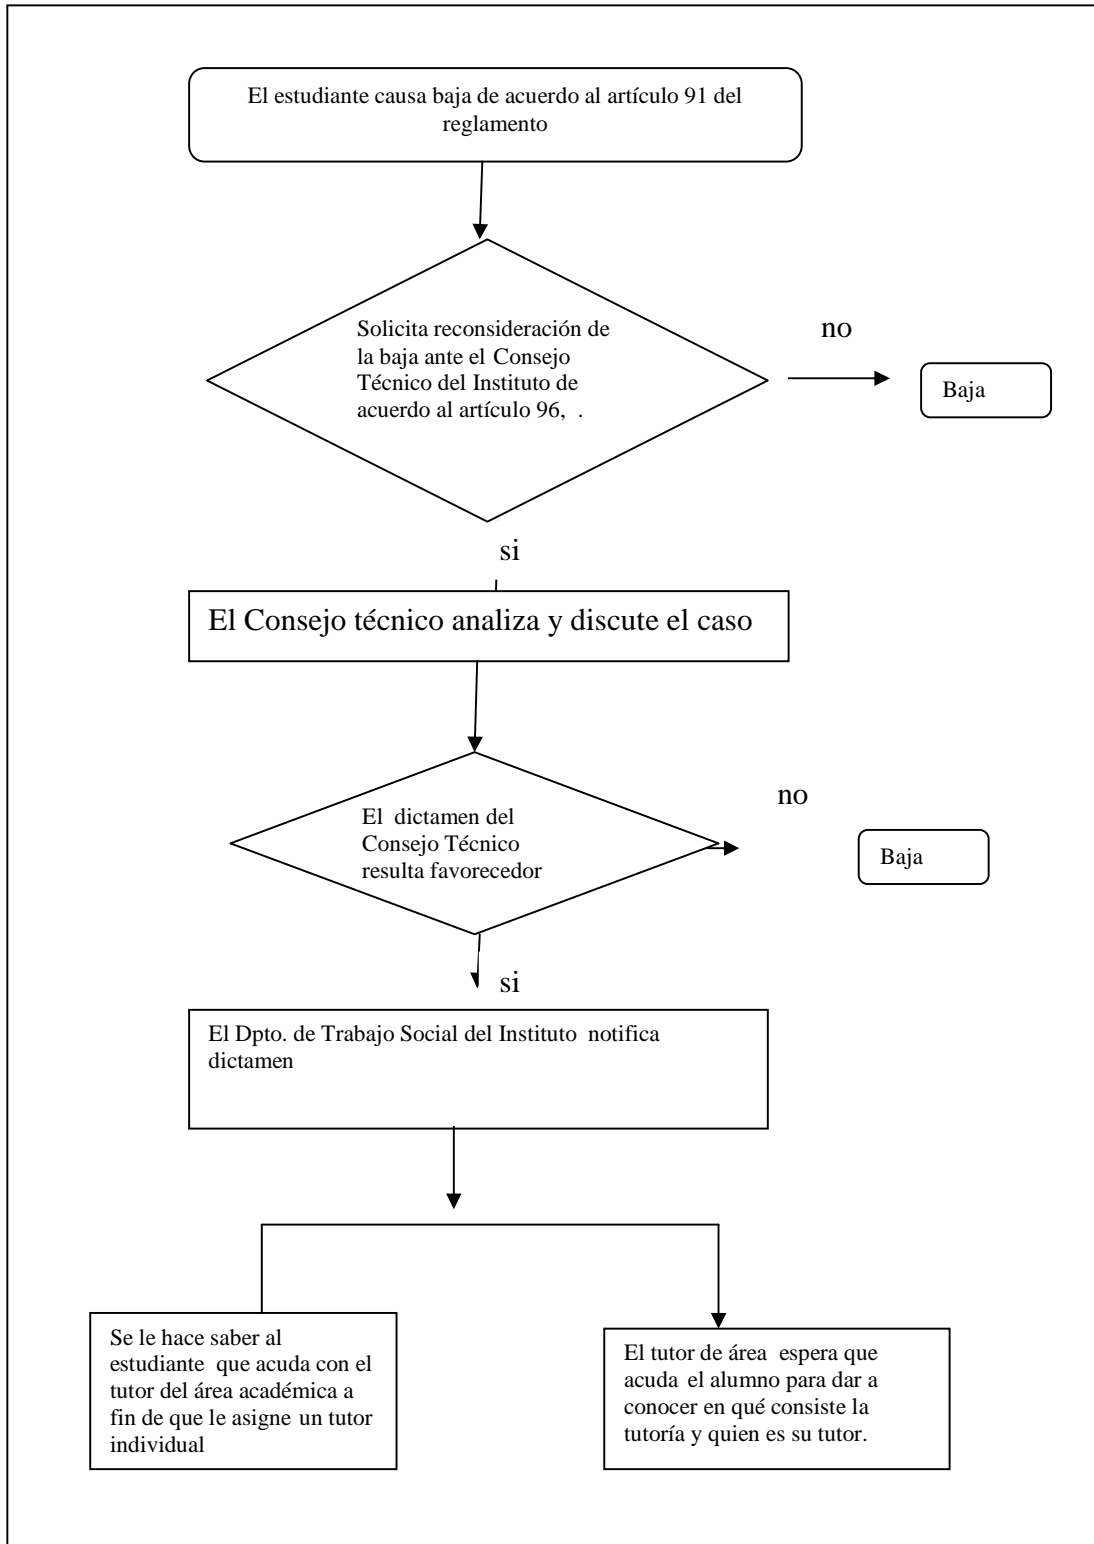 El estudiante causa baja de acuerdo al artículo 91 del
reglamento
Solicita reconsideración de
la baja ante el Consejo
Técnico del Instituto de
acuerdo al artículo 96, .
no
Baja
si
El Consejo técnico analiza y discute el caso
El dictamen del
Consejo Técnico
resulta favorecedor
no
Baja
si
El Dpto. de Trabajo Social del Instituto notifica
dictamen
Se le hace saber al
estudiante que acuda con el
tutor del área académica a
fin de que le asigne un tutor
individual
El tutor de área espera que
acuda el alumno para dar a
conocer en qué consiste la
tutoría y quien es su tutor.